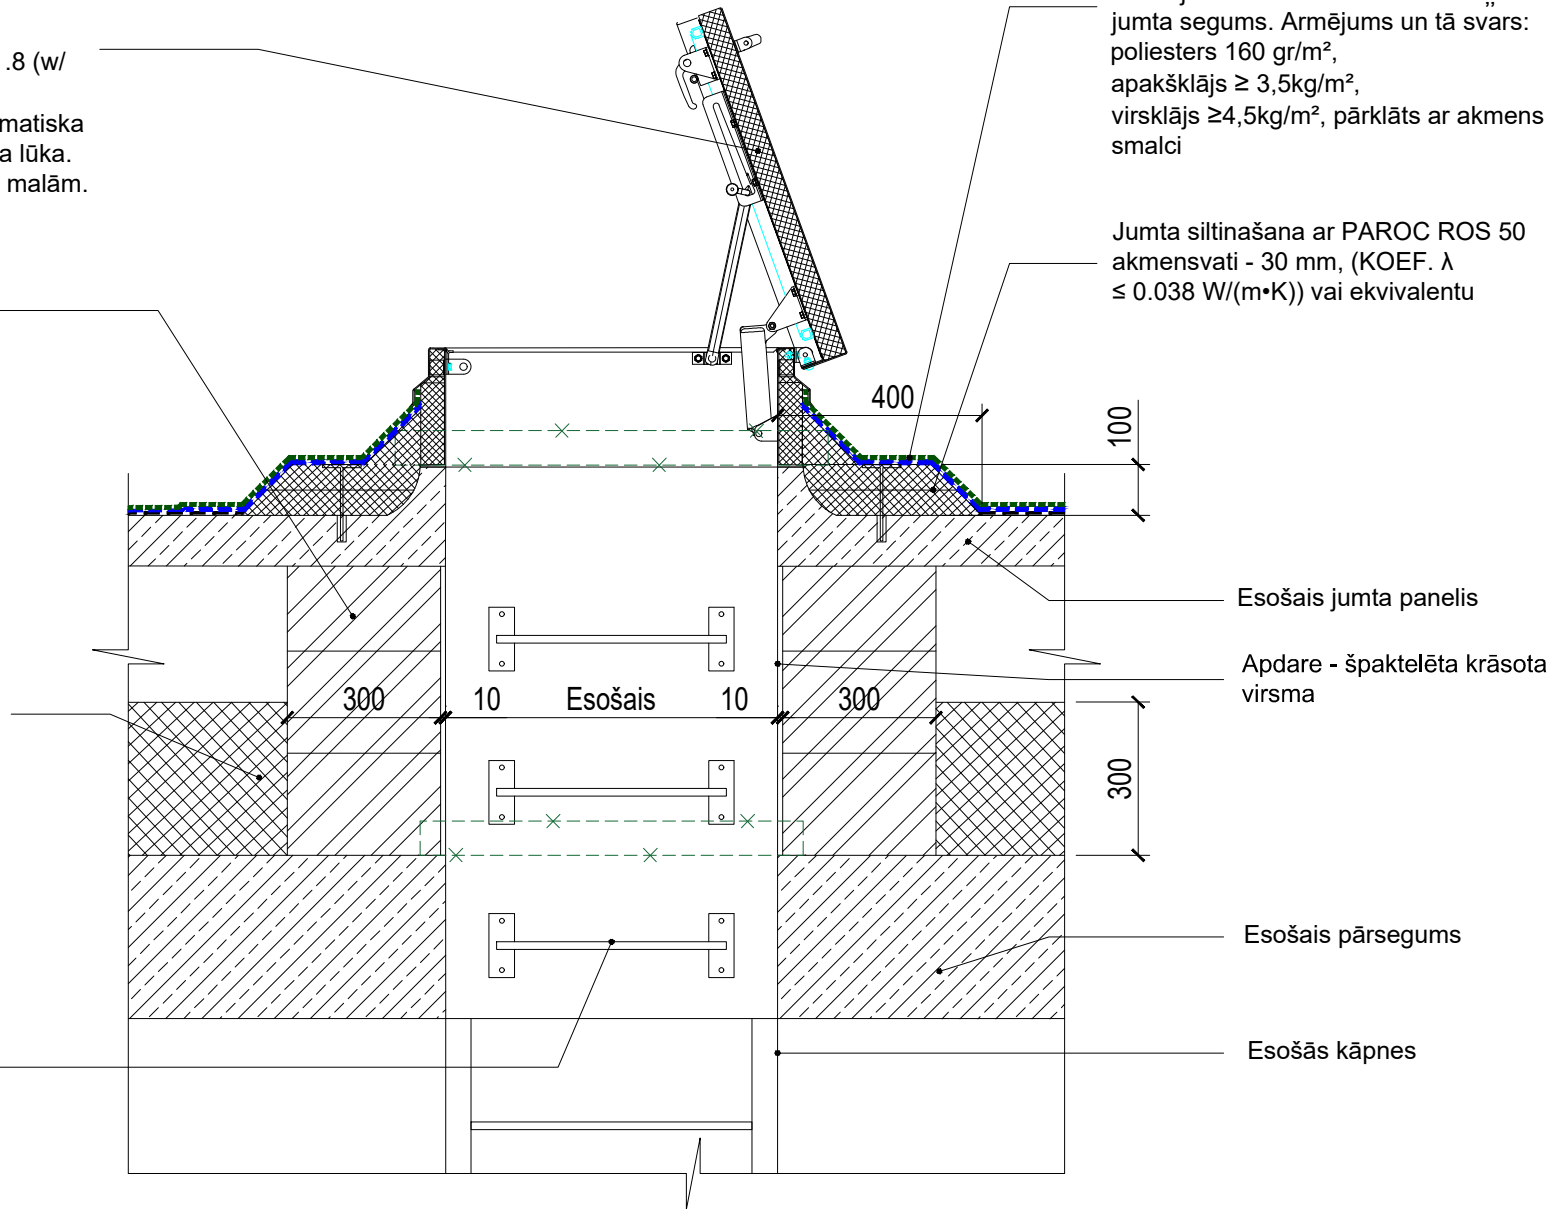 .8 (w/
matiska
a lūka.
malām.
jumta segums. Armējums un tā svars:
poliesters 160 gr/m²,
apakšklājs ≥ 3,5kg/m²,
virsklājs ≥4,5kg/m², pārklāts ar akmens
smalci
Jumta siltinašana ar PAROC ROS 50
akmensvati - 30 mm, (KOEF. λ
≤ 0.038 W/(m•K)) vai ekvivalentu
400
100
Esošais jumta panelis
Apdare - špaktelēta krāsota
virsma
300 10 Esošais 10 300
300
Esošais pārsegums
Esošās kāpnes